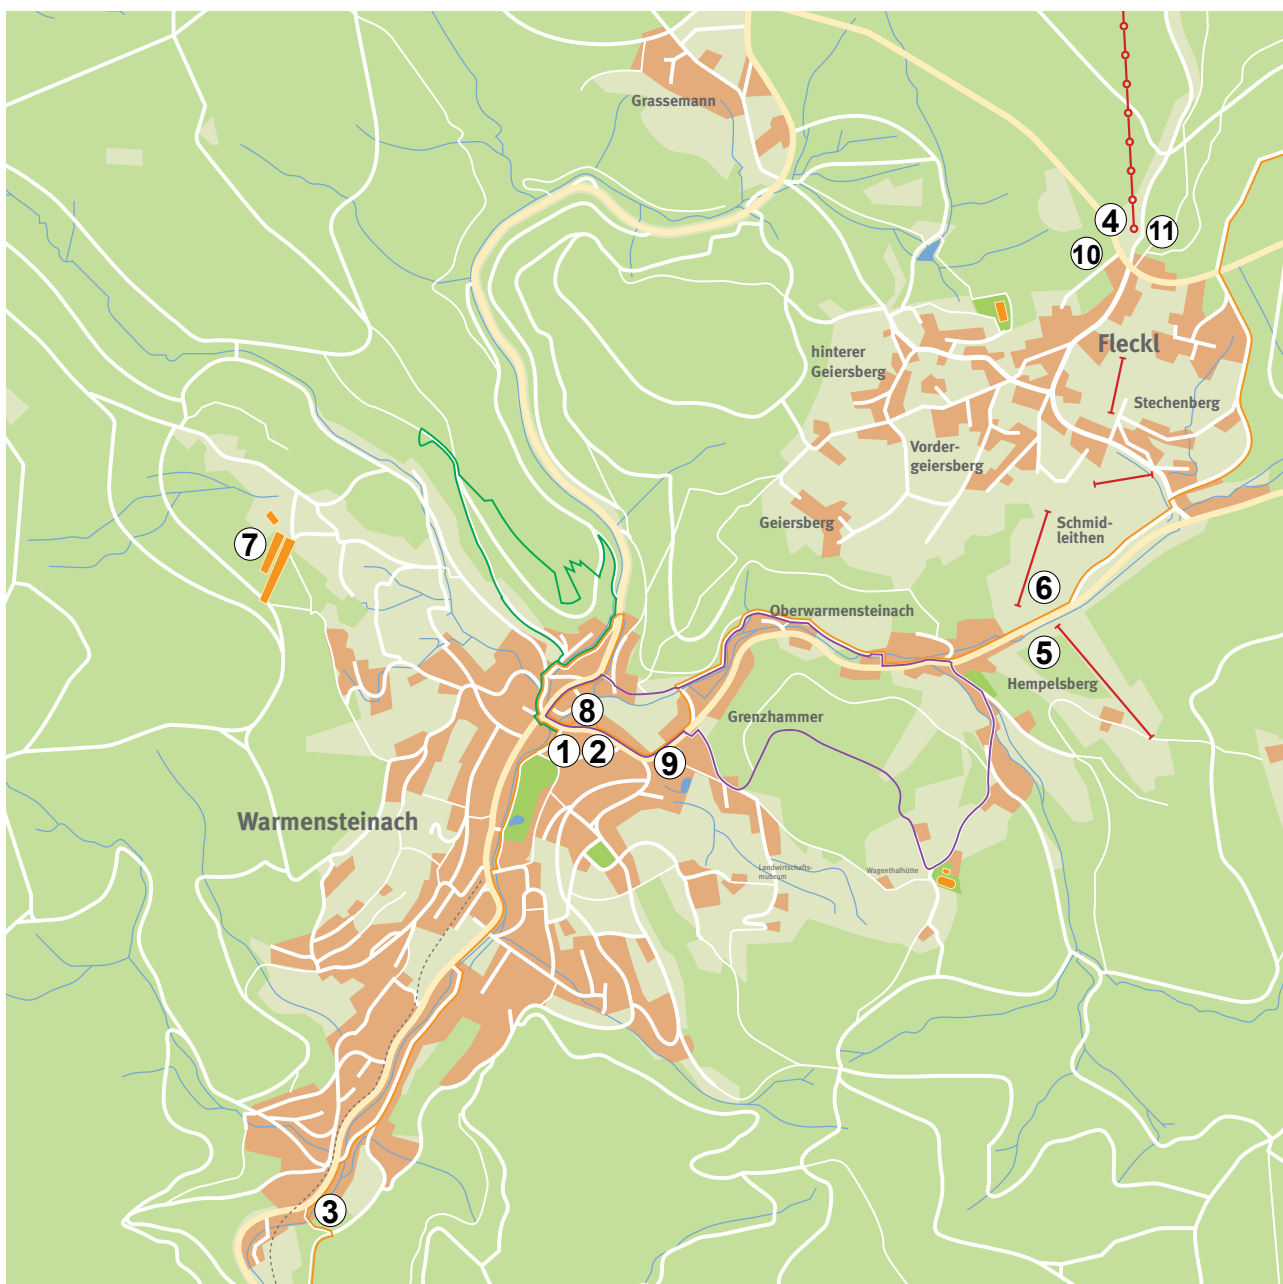 Grassemann
4
11
10
Fleckl
hinterer
Geiersberg
Stechenberg
Vorder-
geiersberg
Geiersberg
Schmid-
leithen
7
6
Oberwarmensteinach
5
Hempelsberg
8
Grenzhammer
1
2
9
Warmensteinach
Landwirtschafts-
museum
Wagenthalhütte
3